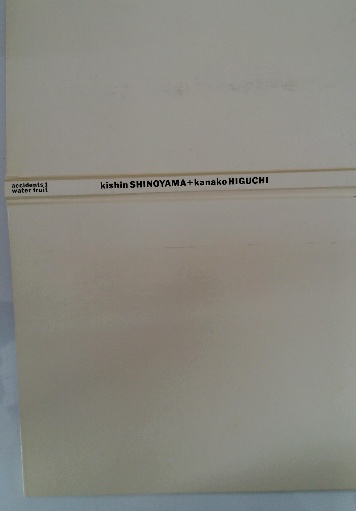 accidents 1
water fruit
kishin SHINOYAMA+kanako HIGUCHI